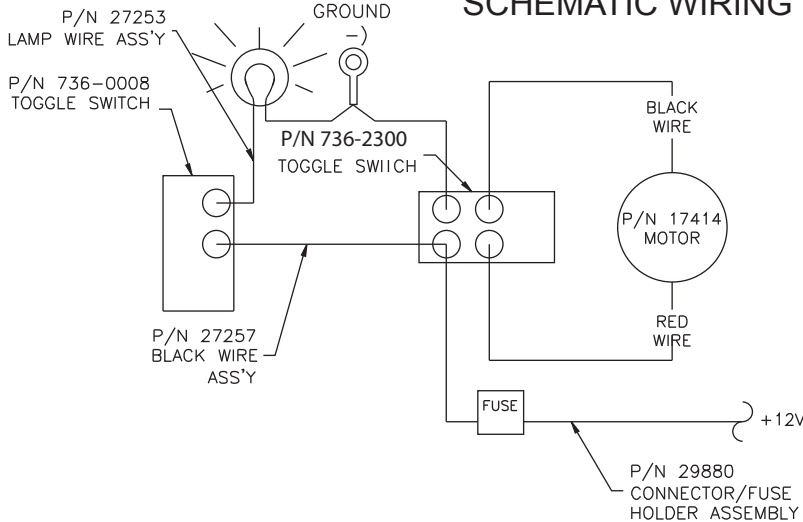 SCHEMATIC WIRING
P/N 27253
LAMP WIRE ASS'Y
GROUND
–)
P/N 736-0008
TOGGLE SWITCH
P/N 736-2300
TOGGLE SWIICH
BLACK
WIRE
P/N 17414
MOTOR
RED
WIRE
P/N 27257
BLACK WIRE
ASS'Y
FUSE
+12V
P/N 29880
CONNECTOR/FUSE
HOLDER ASSEMBLY